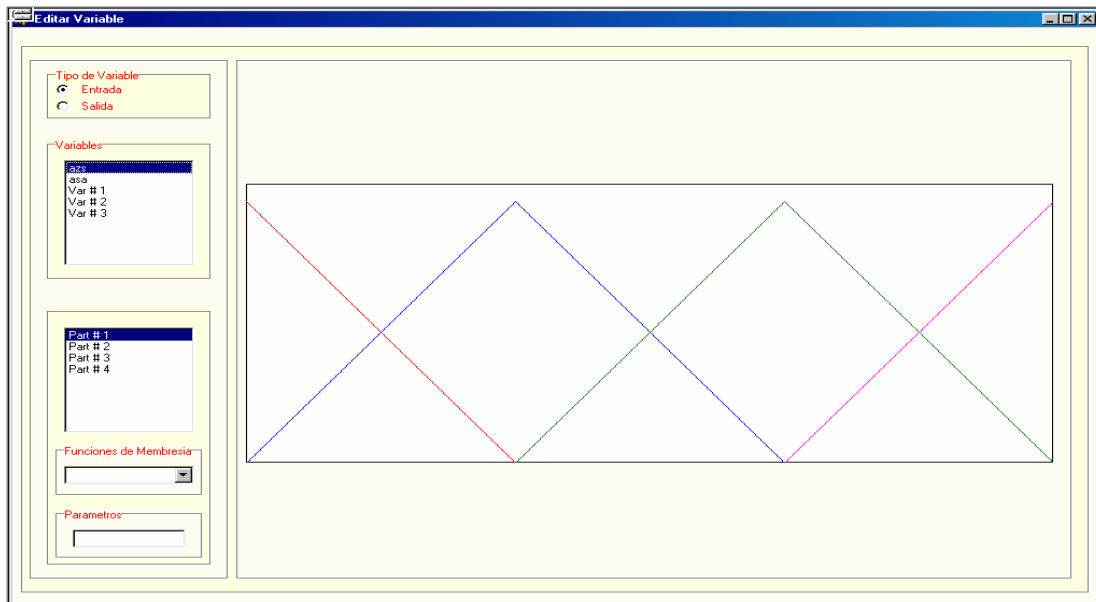 Editar Variable
Tipo de Variable
Entrada
Salida
Variables
azs
asa
Var # 1
Var # 2
Var # 3
Part # 1
Part # 2
Part # 3
Part # 4
Funciones de Membresia
Parametros